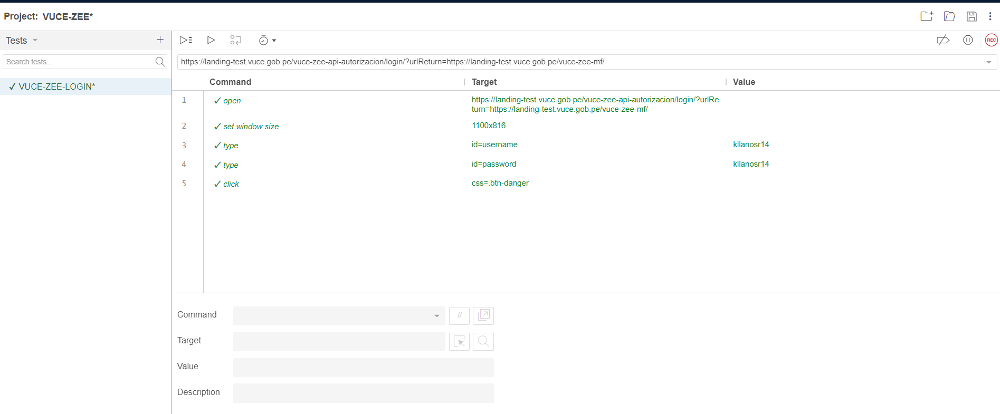 Project: VUCE-ZEE*
Tests
Search tests...
✓ VUCE-ZEE-LOGIN*
REC
https://landing-test.vuce.gob.pe/vuce-zee-api-autorizacion/login/?urlReturn=https://landing-test.vuce.gob.pe/vuce-zee-mf/
Command Target Value
1 ✓ open https://landing-test.vuce.gob.pe/vuce-zee-api-autorizacion/login/?urlRe
turn=https://landing-test.vuce.gob.pe/vuce-zee-mf/
2 ✓ set window size 1100x816
3 ✓ type id=username kllanosr14
4 ✓ type id=password kllanosr14
5 ✓ click css=.btn-danger
Command //
Target
Value
Description